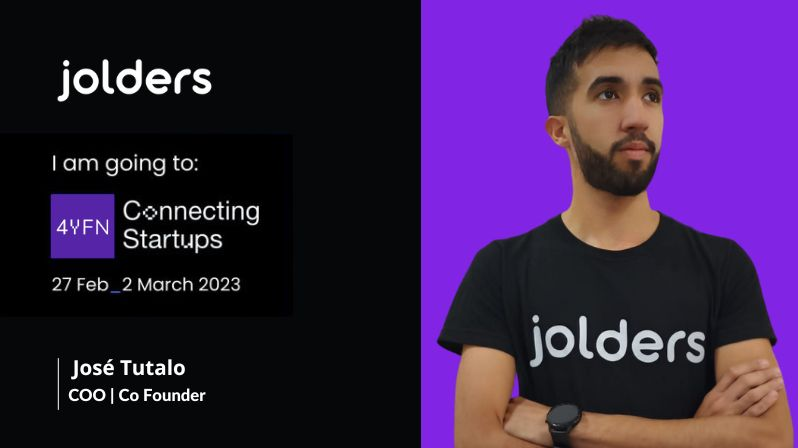 jolders
I am going to:
4YFN
Connecting
Startups
27 Feb_2 March 2023
José Tutalo
COO | Co Founder
jolders